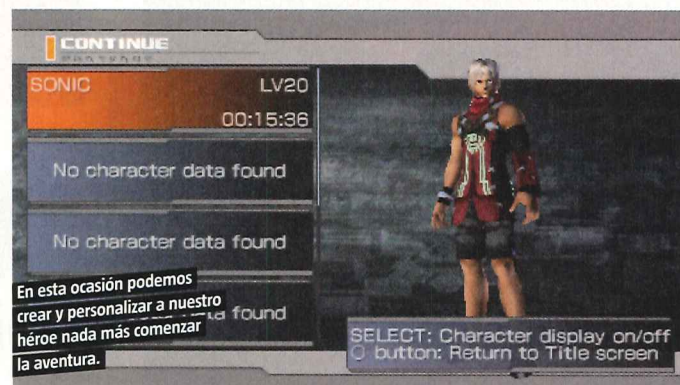 CONTINUE
SONIC LV20
00:15:36
No character data found
No character data found
found
En esta ocasión podemos
crear y personalizar a nuestro
héroe nada más comenzar
la aventura.
SELECT: Character display on/off
○ button: Return to Title screen